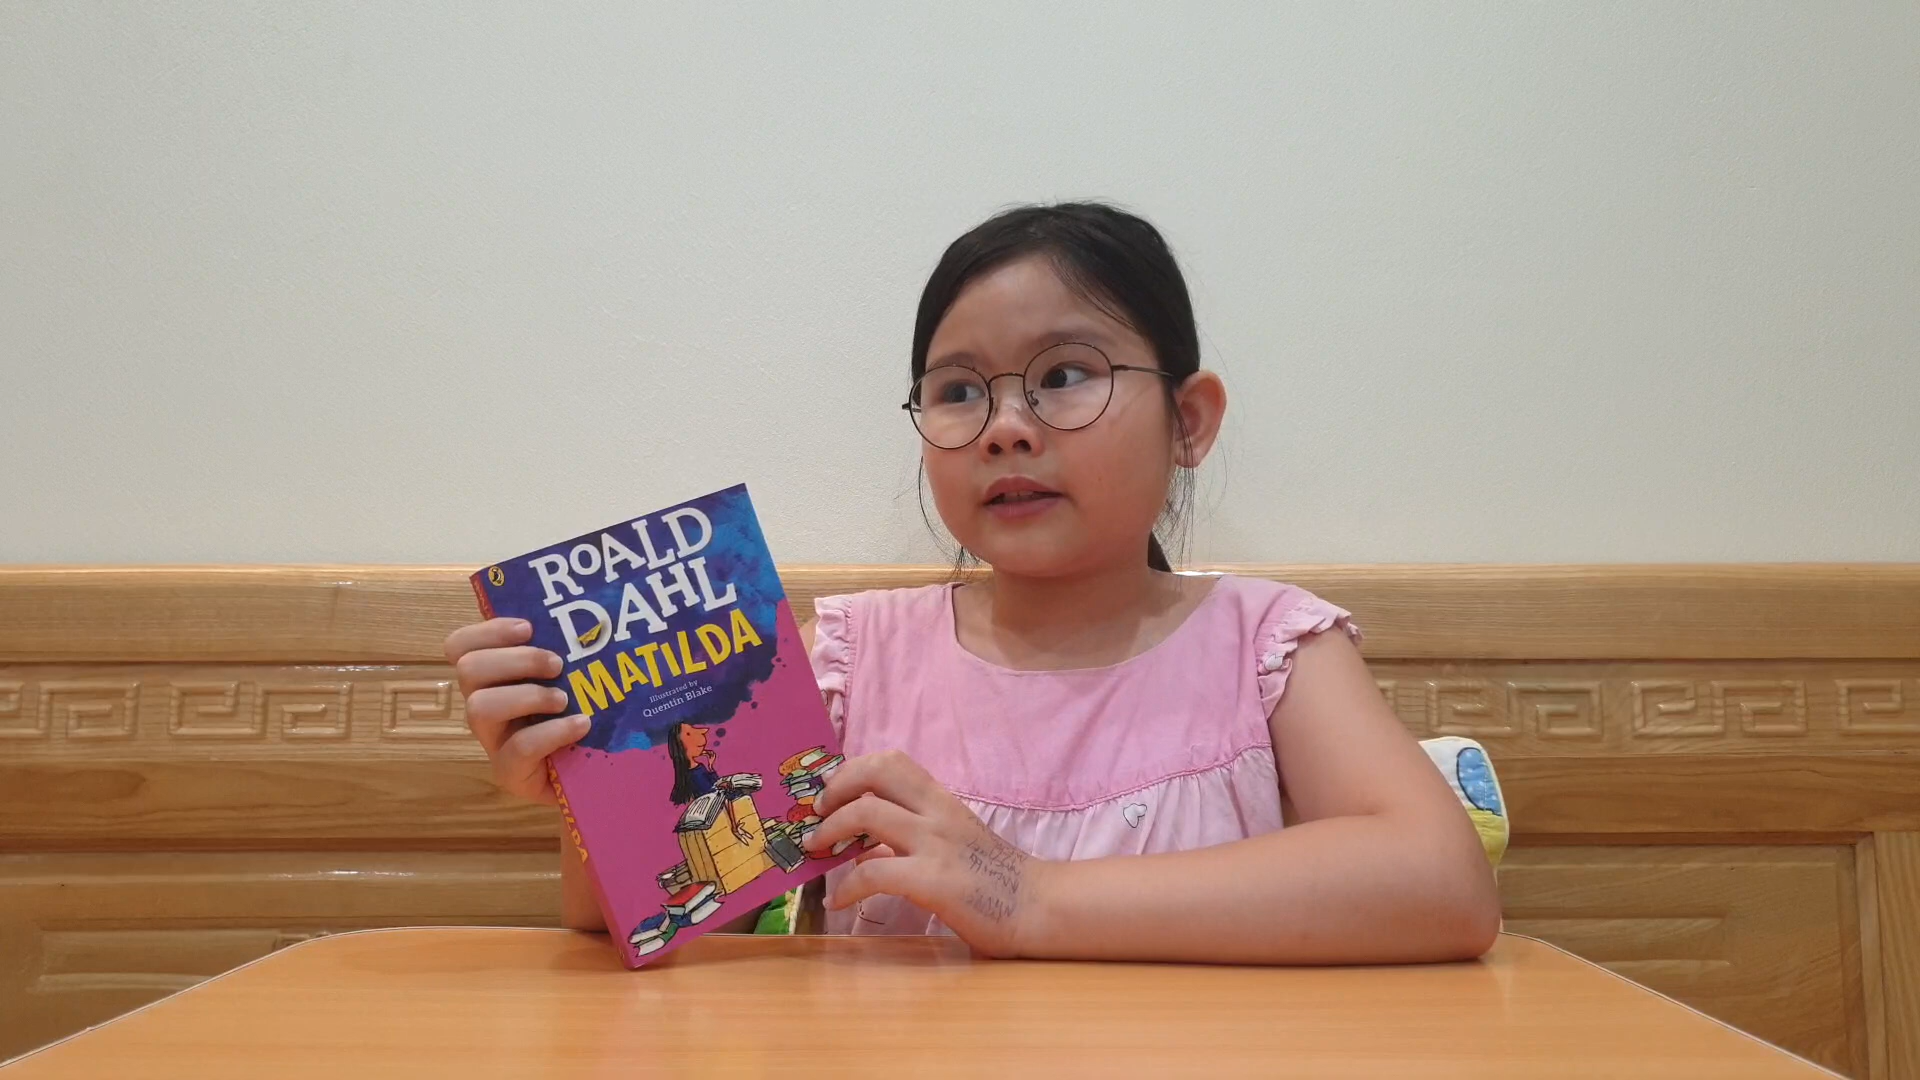 ROALD
DAHL
MATILDA
Illustrated by
Quentin Blake
MATILDA